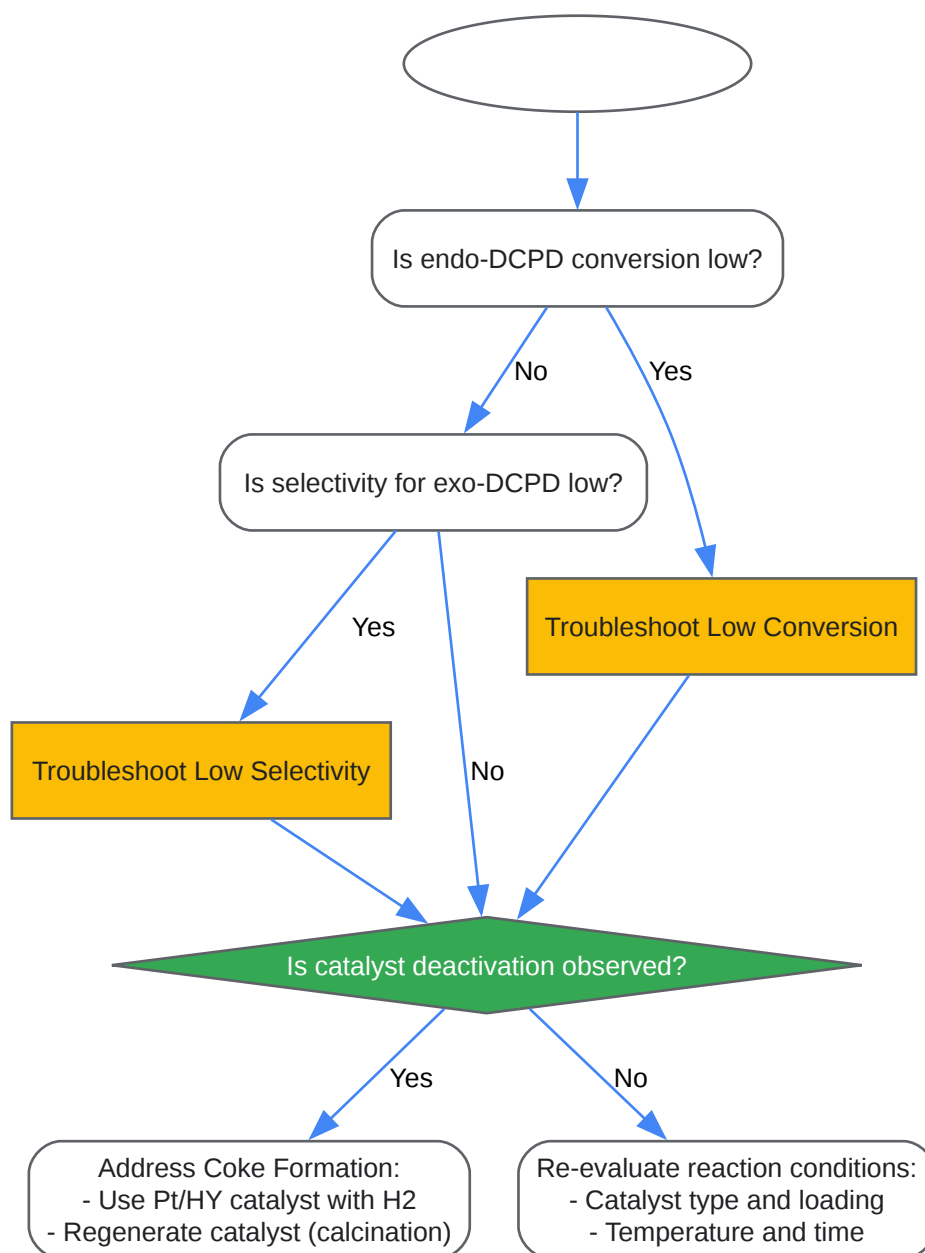 Is endo-DCPD conversion low?
No
Yes
Is selectivity for exo-DCPD low?
Yes
Troubleshoot Low Conversion
Troubleshoot Low Selectivity
No
Is catalyst deactivation observed?
Yes
No
Address Coke Formation:
- Use Pt/HY catalyst with H2
- Regenerate catalyst (calcination)
Re-evaluate reaction conditions:
- Catalyst type and loading
- Temperature and time